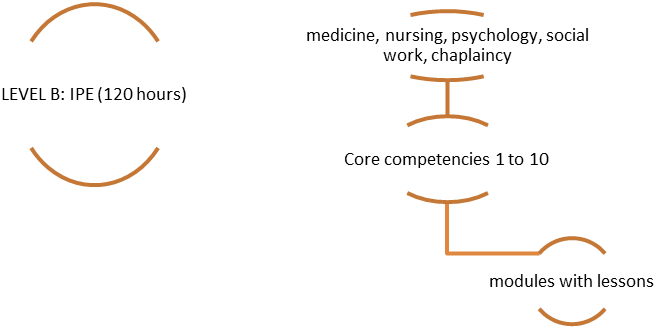 LEVEL B: IPE (120 hours)
medicine, nursing, psychology, social
work, chaplaincy
Core competencies 1 to 10
modules with lessons